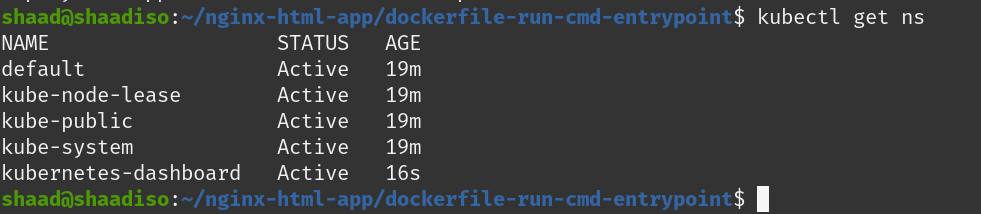 shaad@shaadiso:~/nginx-html-app/dockerfile-run-cmd-entrypoint$ kubectl get ns
NAME                   STATUS   AGE
default                Active   19m
kube-node-lease        Active   19m
kube-public            Active   19m
kube-system            Active   19m
kubernetes-dashboard   Active   16s
shaad@shaadiso:~/nginx-html-app/dockerfile-run-cmd-entrypoint$